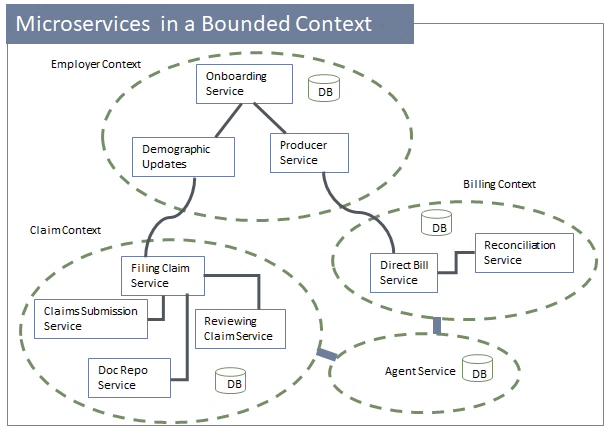 Microservices in a Bounded Context
Employer Context
Onboarding
Service
DB
Demographic
Updates
Producer
Service
Billing Context
DB
Reconciliation
Service
Direct Bill
Service
Claim Context
Filing Claim
Service
Claims Submission
Service
Reviewing
Claim Service
Doc Repo
Service
DB
Agent Service
DB